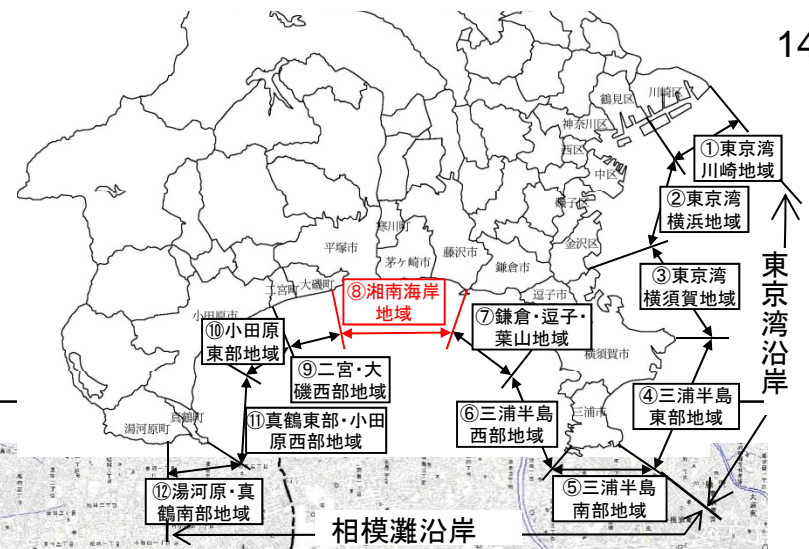 14
川崎区
鶴見区
神奈川区
西区
中区
磯子区
金沢区
①東京湾
川崎地域
②東京湾
横浜地域
③東京湾
横須賀地域
東京湾沿岸
寒川町
平塚市
茅ヶ崎市
藤沢市
鎌倉市
逗子市
大磯町
二宮町
小田原市
⑧湘南海岸
地域
⑦鎌倉・逗子・
葉山地域
横須賀市
⑩小田原
東部地域
⑨二宮・大
磯西部地域
④三浦半島
東部地域
⑥三浦半島
西部地域
三浦市
真鶴町
湯河原町
⑪真鶴東部・小田
原西部地域
⑫湯河原・真
鶴南部地域
⑤三浦半島
南部地域
相模灘沿岸